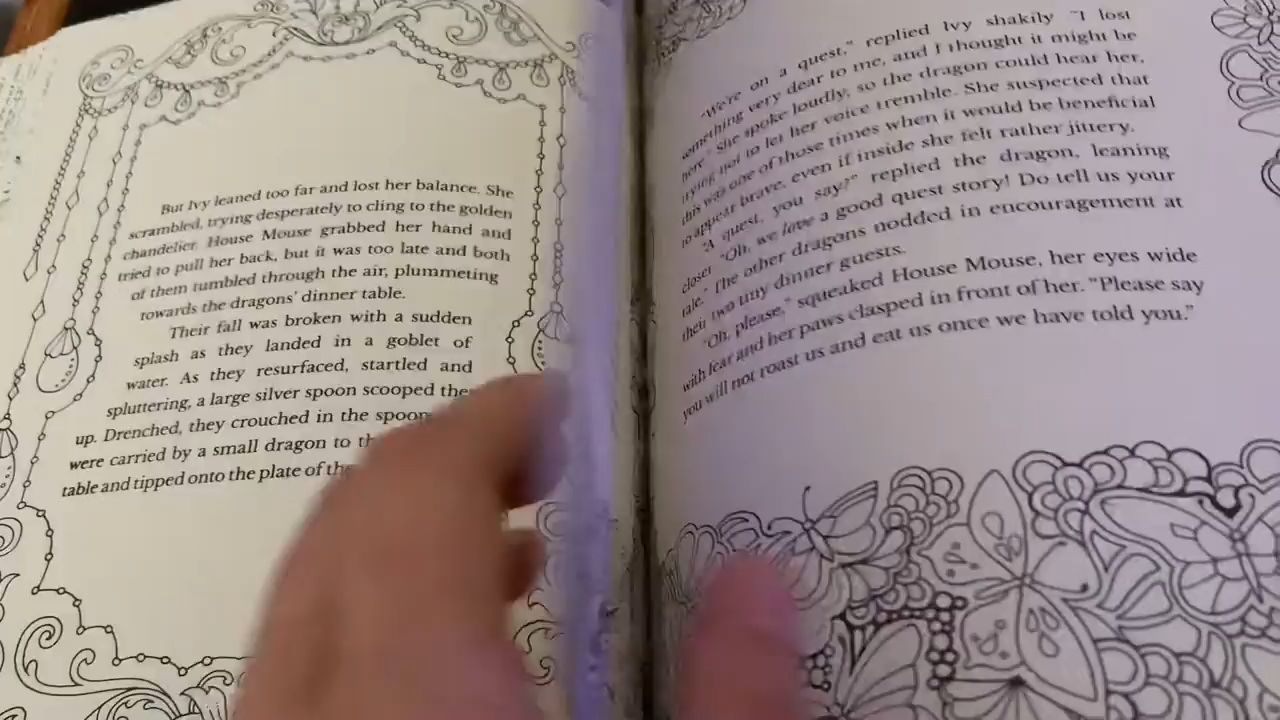 But Ivy leaned too far and lost her balance. She
scrambled, trying desperately to cling to the golden
chandelier. House Mouse grabbed her hand and
tried to pull her back, but it was too late and both
of them tumbled through the air, plummeting
towards the dragons' dinner table.
Their fall was broken with a sudden
splash as they landed in a goblet of
water. As they resurfaced, startled and
spluttering, a large silver spoon scooped
up. Drenched, they crouched in the spoon
were carried by a small dragon to
table and tipped onto the plate of
"We're on a quest," replied Ivy shakily "I lost
something very dear to me, and I thought it might be
here." She spoke loudly, so the dragon could hear her,
trying not to let her voice tremble. She suspected that
this was one of those times when it would be beneficial
to appear brave, even if inside she felt rather jittery.
"A quest, you say?" replied the dragon, leaning
closer. "Oh, we love a good quest story! Do tell us your
tale." The other dragons nodded in encouragement at
their two tiny dinner guests.
"Oh, please," squeaked House Mouse, her eyes wide
with fear and her paws clasped in front of her. "Please say
you will not roast us and eat us once we have told you."